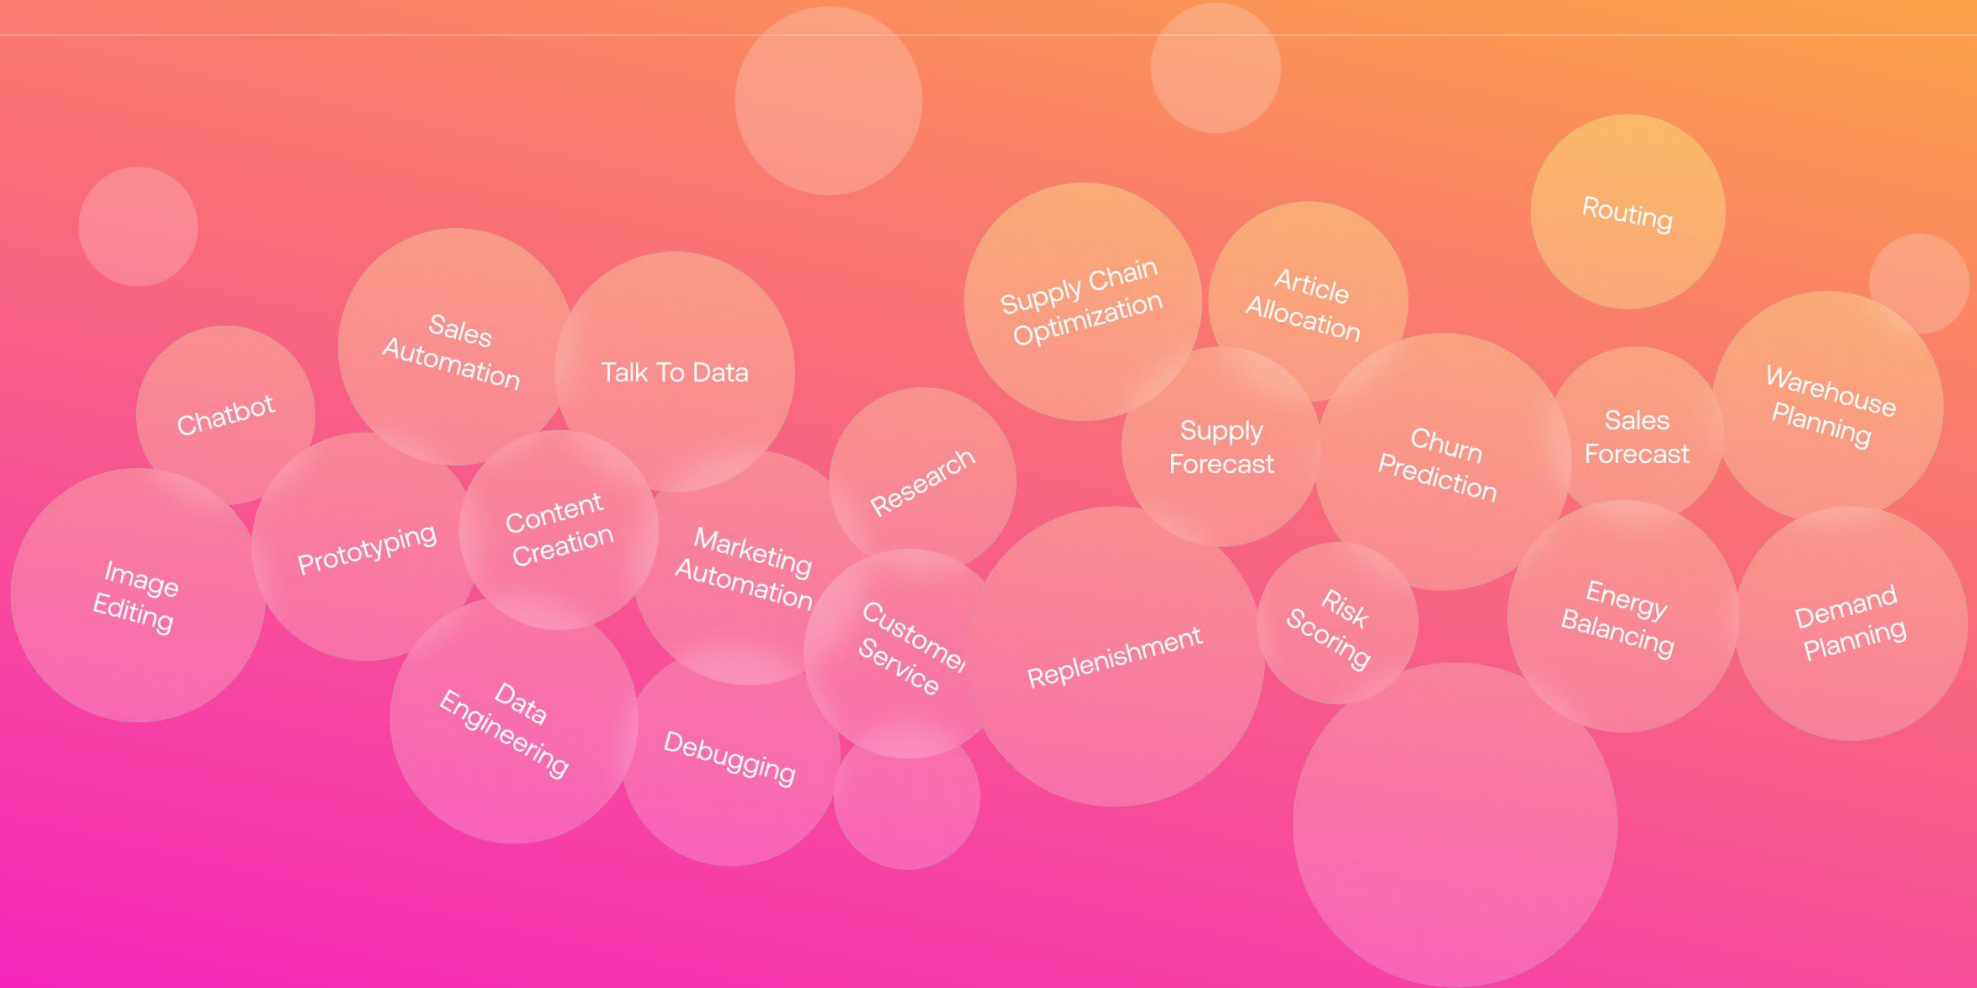 Routing
Supply Chain
Optimization
Article
Allocation
Sales
Automation
Talk To Data
Chatbot
Warehouse
Planning
Supply
Forecast
Churn
Prediction
Sales
Forecast
Research
Content
Creation
Prototyping
Marketing
Automation
Image
Editing
Customer
Service
Replenishment
Risk
Scoring
Energy
Balancing
Demand
Planning
Data
Engineering
Debugging